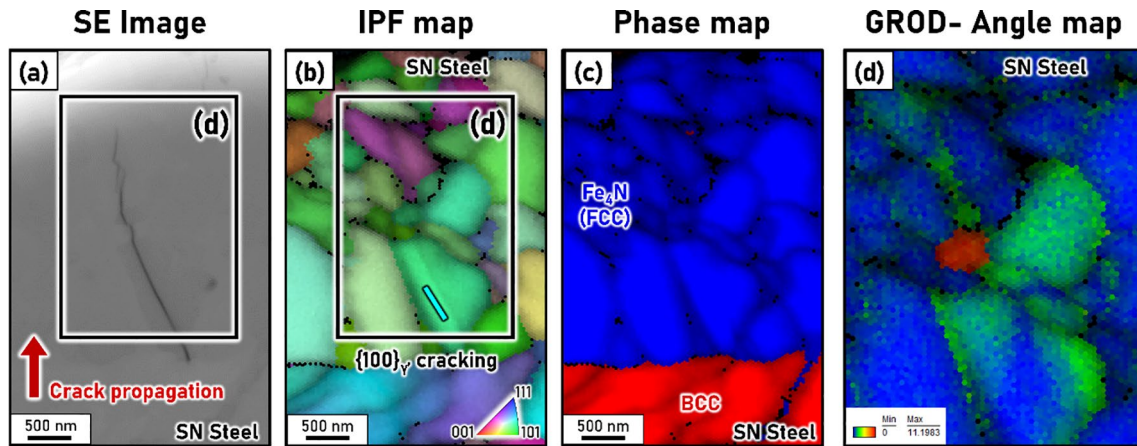 SE Image
IPF map
Phase map
GROD- Angle map
(a)
(d)
Crack propagation
500 nm
SN Steel
(b)
SN Steel
(d)
{100}γ' cracking
500 nm
001
111
101
(c)
Fe4N
(FCC)
BCC
500 nm
SN Steel
(d)
SN Steel
Min Max
0 11.1983